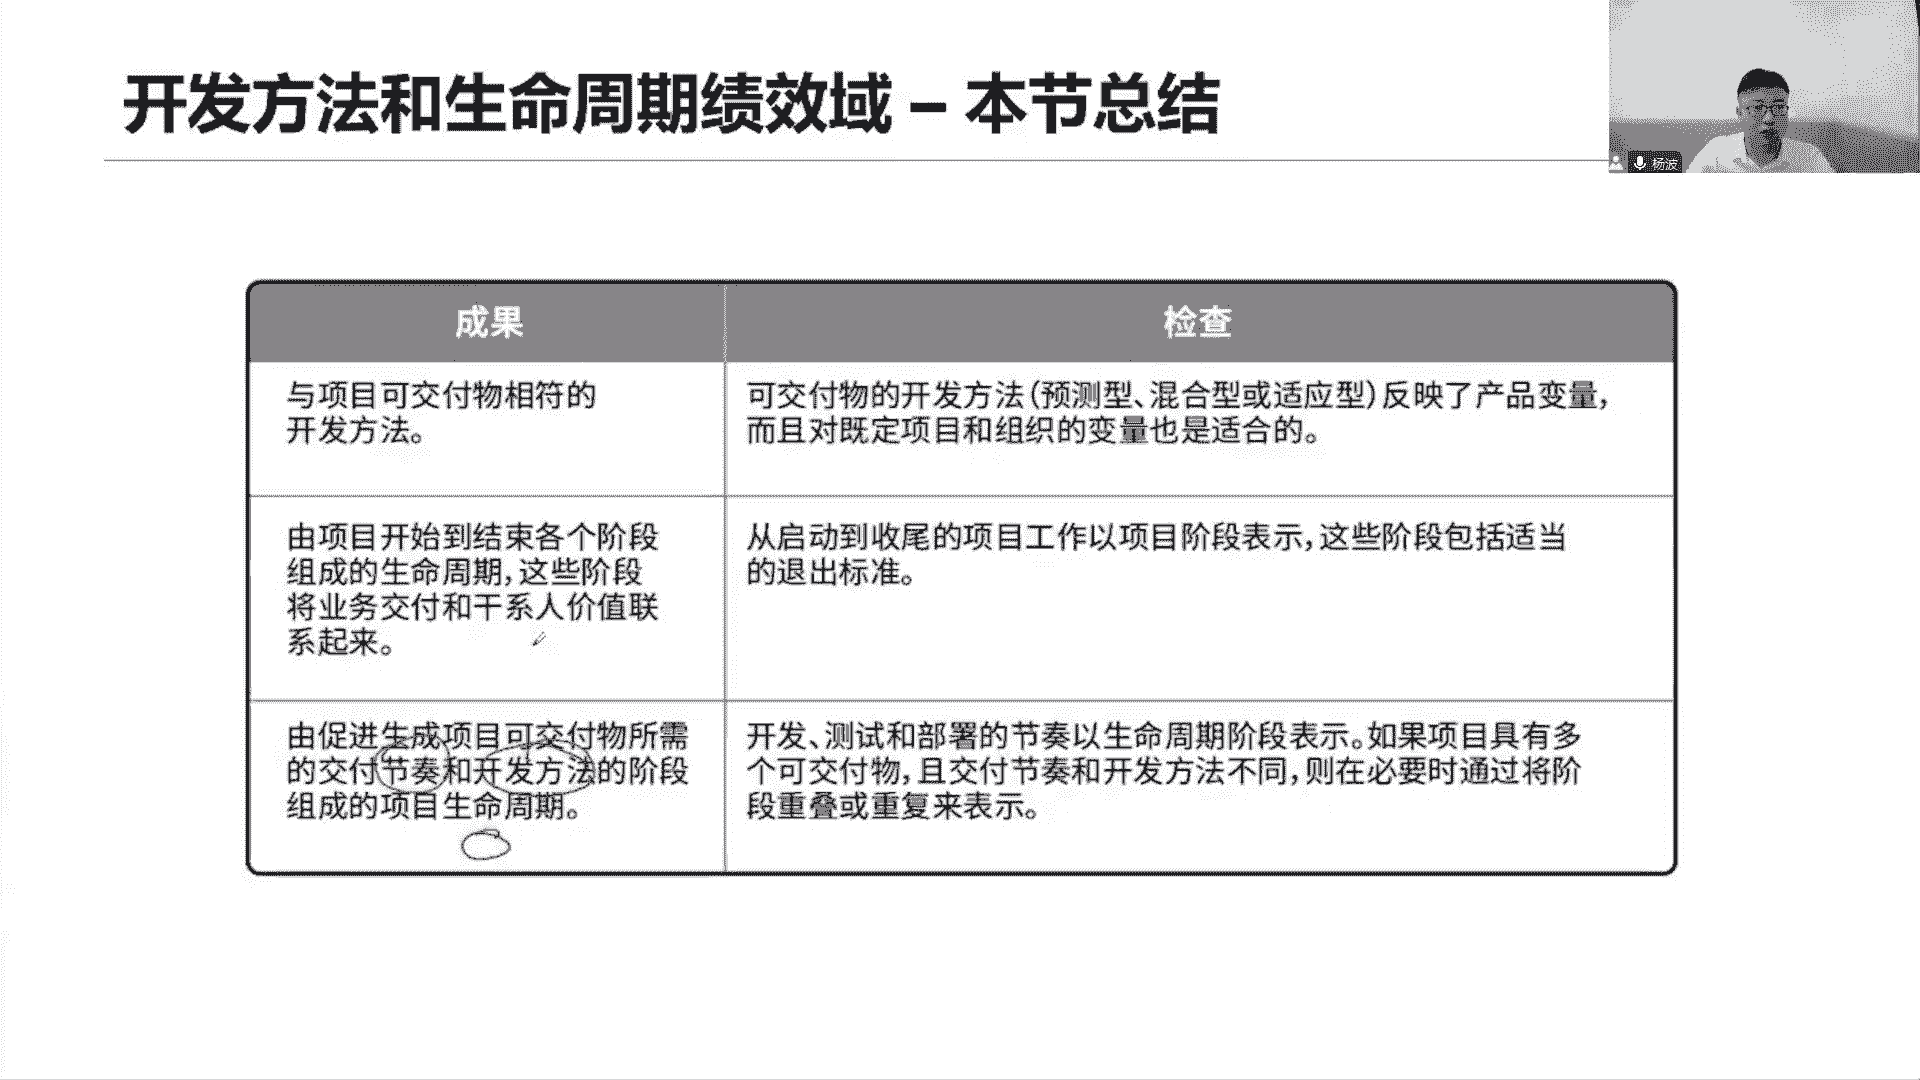 开发方法和生命周期绩效域 – 本节总结
杨波
成果
检查
与项目可交付物相符的
开发方法。
可交付物的开发方法(预测型、混合型或适应型)反映了产品变量,
而且对既定项目和组织的变量也是适合的。
由项目开始到结束各个阶段
组成的生命周期,这些阶段
将业务交付和干系人价值联
系起来。
从启动到收尾的项目工作以项目阶段表示,这些阶段包括适当
的退出标准。
由促进生成项目可交付物所需
的交付节奏和开发方法的阶段
组成的项目生命周期。
开发、测试和部署的节奏以生命周期阶段表示。如果项目具有多
个可交付物,且交付节奏和开发方法不同,则在必要时通过将阶
段重叠或重复来表示。